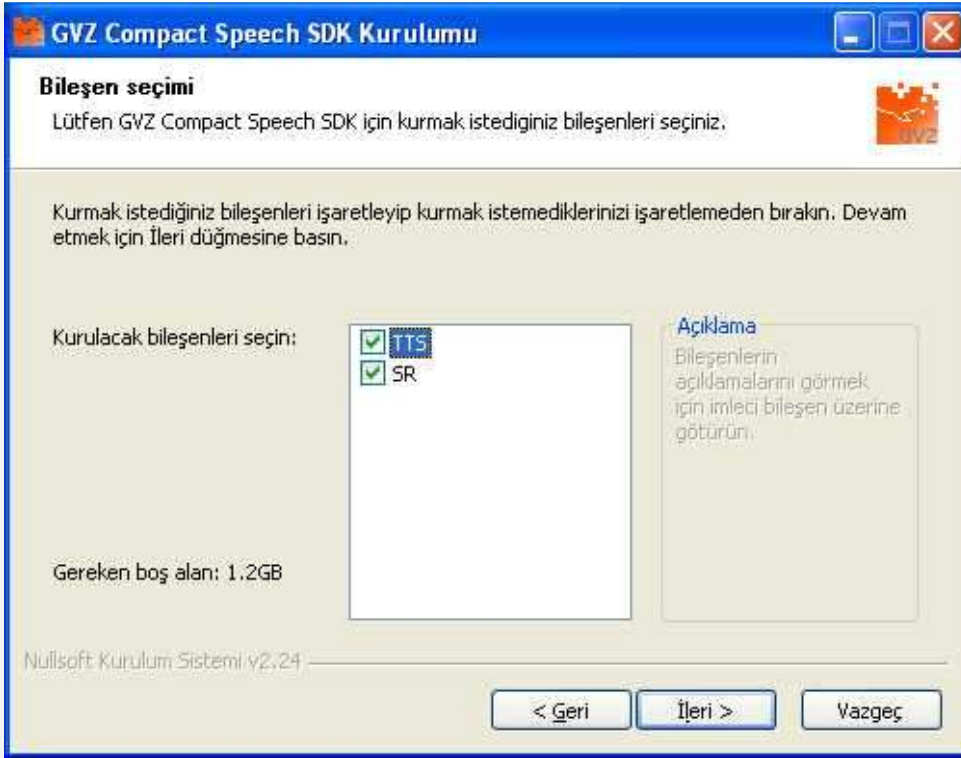 GVZ Compact Speech SDK Kurulumu
Bileşen seçimi
Lütfen GVZ Compact Speech SDK için kurmak istediginiz bileşenleri seçiniz.
GVZ
Kurmak istediğiniz bileşenleri işaretleyip kurmak istemediklerinizi işaretlemeden bırakın. Devam
etmek için İleri düğmesine basın.
Kurulacak bileşenleri seçin:
TTS
SR
Açıklama
Bileşenlerin
açıklamalarını görmek
için imleci bileşen üzerine
götürün.
Gereken boş alan: 1.2GB
Nullsoft Kurulum Sistemi v2.24
< Geri
İleri >
Vazgeç